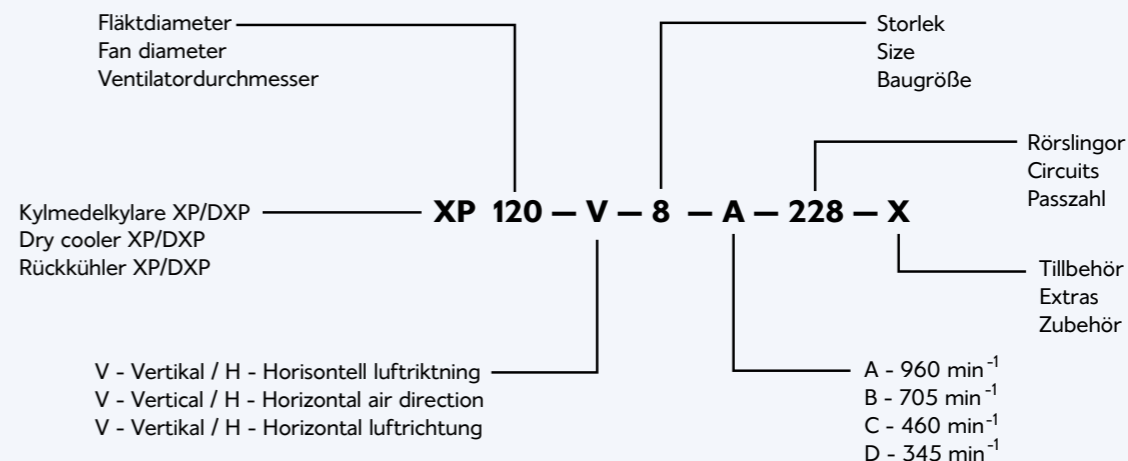 Fläktdiameter
Fan diameter
Ventilatordurchmesser
Storlek
Size
Baugröße
Rörslingor
Circuits
Passzahl
Kylmedelkylare XP/DXP
Dry cooler XP/DXP
Rückkühler XP/DXP
XP 120 – V – 8 – A – 228 – X
Tillbehör
Extras
Zubehör
V - Vertikal / H - Horisontell luftriktning
V - Vertical / H - Horizontal air direction
V - Vertikal / H - Horizontal luftrichtung
A - 960 min⁻¹
B - 705 min⁻¹
C - 460 min⁻¹
D - 345 min⁻¹